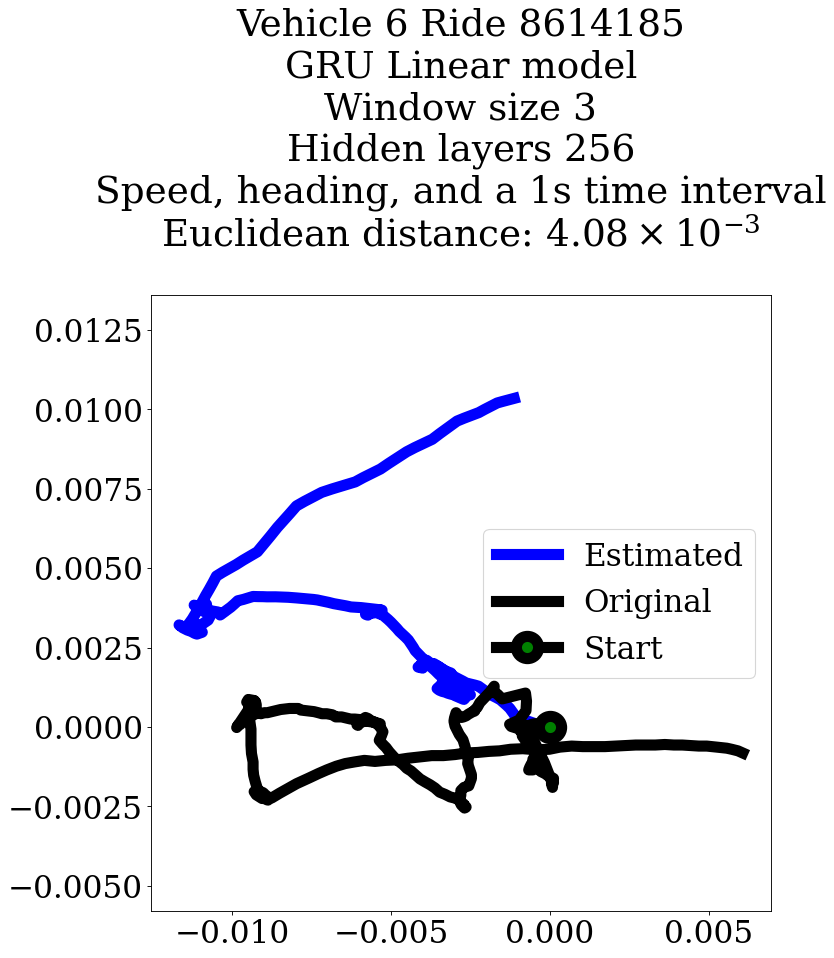 Vehicle 6 Ride 8614185
GRU Linear model
Window size 3
Hidden layers 256
Speed, heading, and a 1s time interval
Euclidean distance: 4.08 × 10⁻³
0.0125
0.0100
0.0075
0.0050
0.0025
0.0000
−0.0025
−0.0050
Estimated
Original
Start
−0.010 −0.005 0.000 0.005